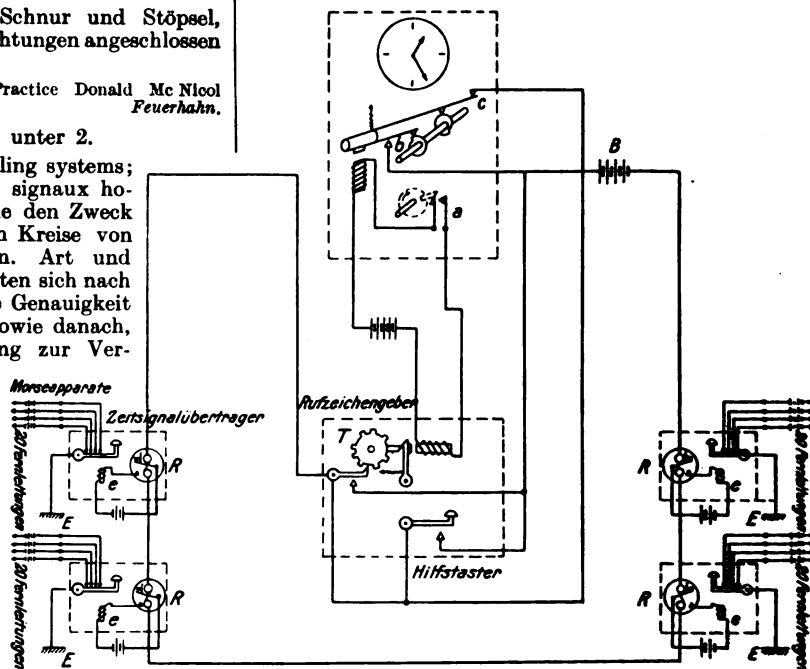 Schnur und Stöpsel,
htungen angeschlossen
Practice Donald Mc Nicol
Feuerhahn.
unter 2.
ling systems;
signaux ho-
e den Zweck
n Kreise von
n. Art und
ten sich nach
Genauigkeit
owie danach,
ng zur Ver-
c
b
B
a
Morseapparate
Zeitsignalübertrager
Rufzeichengeber
T
20 Fernleitungen
R
e
E
R
e
E
20 Fernleitungen
Hilfstaster
20 Fernleitungen
R
e
E
R
e
E
20 Fernleitungen